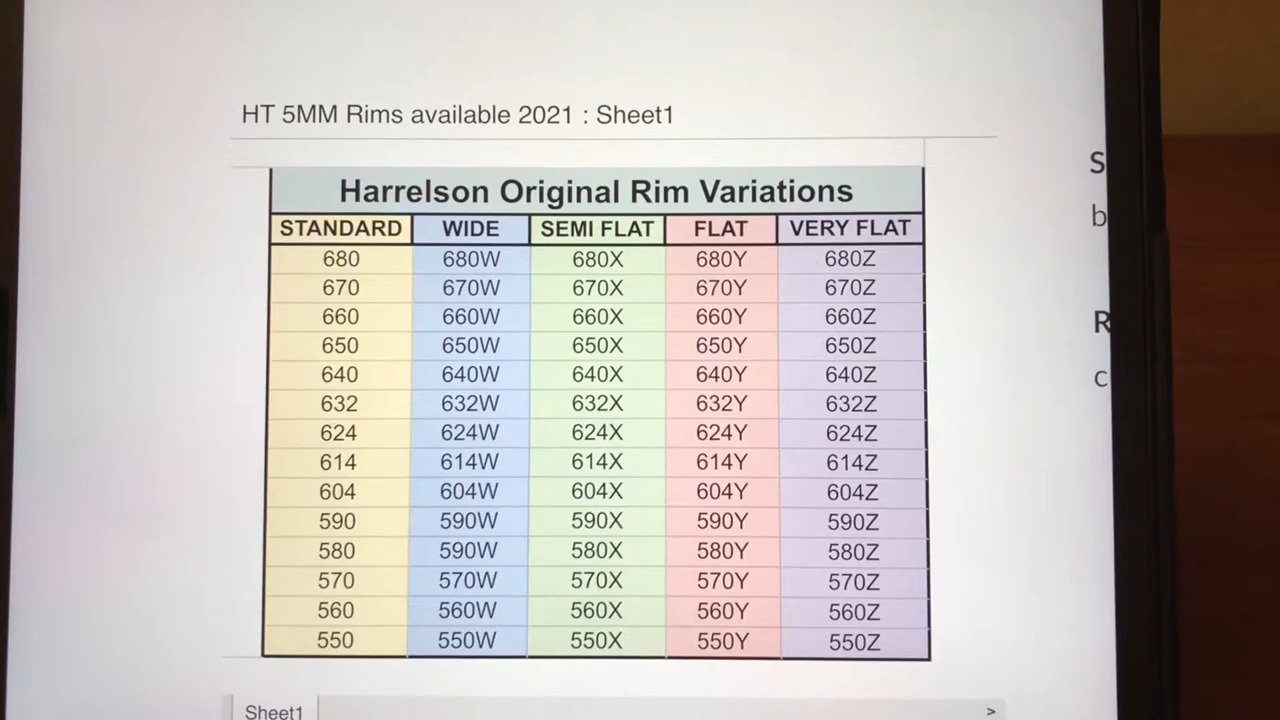 HT 5MM Rims available 2021 : Sheet1
Harrelson Original Rim Variations
STANDARD WIDE SEMI FLAT FLAT VERY FLAT
680 680W 680X 680Y 680Z
670 670W 670X 670Y 670Z
660 660W 660X 660Y 660Z
650 650W 650X 650Y 650Z
640 640W 640X 640Y 640Z
632 632W 632X 632Y 632Z
624 624W 624X 624Y 624Z
614 614W 614X 614Y 614Z
604 604W 604X 604Y 604Z
590 590W 590X 590Y 590Z
580 590W 580X 580Y 580Z
570 570W 570X 570Y 570Z
560 560W 560X 560Y 560Z
550 550W 550X 550Y 550Z
Sheet1 >
S
b
R
c